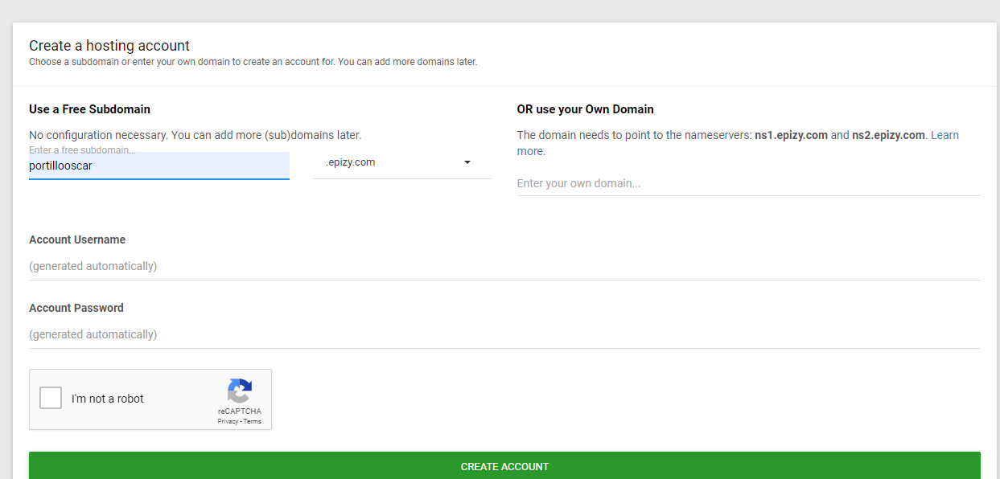 Create a hosting account
Choose a subdomain or enter your own domain to create an account for. You can add more domains later.
Use a Free Subdomain
No configuration necessary. You can add more (sub)domains later.
Enter a free subdomain...
portillooscar
.epizy.com
OR use your Own Domain
The domain needs to point to the nameservers: ns1.epizy.com and ns2.epizy.com. Learn
more.
Enter your own domain...
Account Username
(generated automatically)
Account Password
(generated automatically)
I'm not a robot
reCAPTCHA
Privacy - Terms
CREATE ACCOUNT